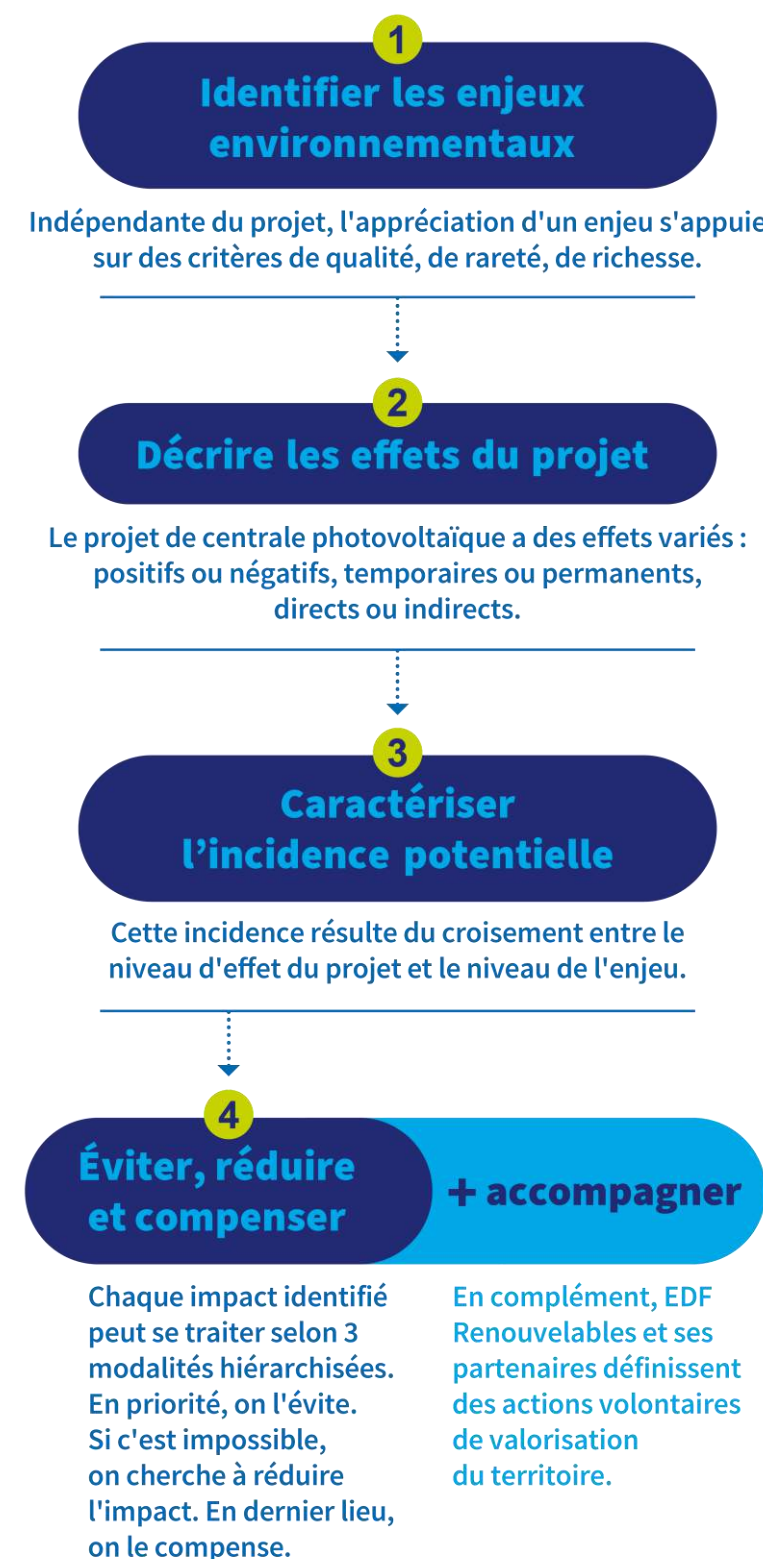 1
Identifier les enjeux
environnementaux
Indépendante du projet, l'appréciation d'un enjeu s'appuie
sur des critères de qualité, de rareté, de richesse.
2
Décrire les effets du projet
Le projet de centrale photovoltaïque a des effets variés :
positifs ou négatifs, temporaires ou permanents,
directs ou indirects.
3
Caractériser
l’incidence potentielle
Cette incidence résulte du croisement entre le
niveau d'effet du projet et le niveau de l'enjeu.
4
Éviter, réduire
et compenser
+ accompagner
Chaque impact identifié
peut se traiter selon 3
modalités hiérarchisées.
En priorité, on l'évite.
Si c'est impossible,
on cherche à réduire
l'impact. En dernier lieu,
on le compense.
En complément, EDF
Renouvelables et ses
partenaires définissent
des actions volontaires
de valorisation
du territoire.